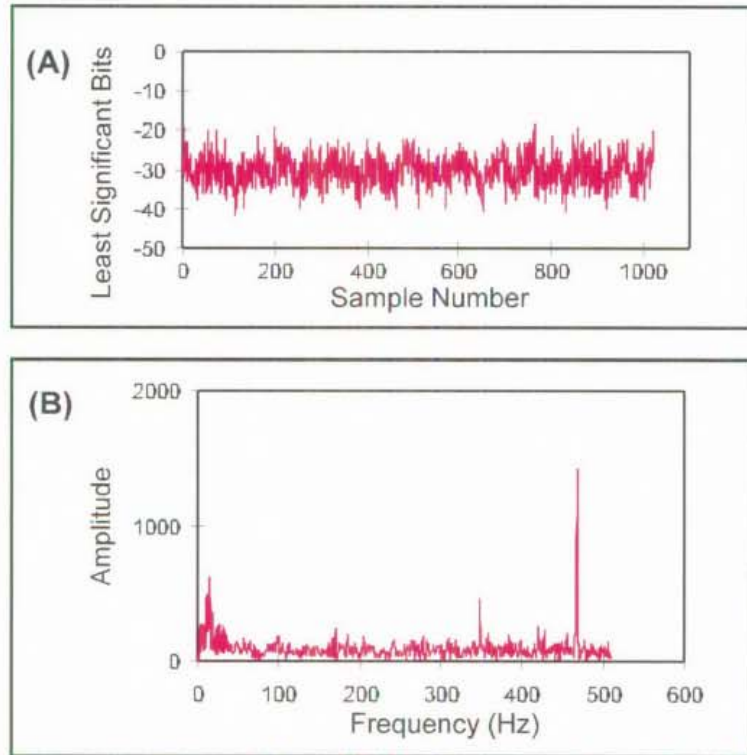 (A)
Least Significant Bits
0
-10
-20
-30
-40
-50
0 200 400 600 800 1000
Sample Number
(B)
Amplitude
2000
1000
0
0 100 200 300 400 500 600
Frequency (Hz)